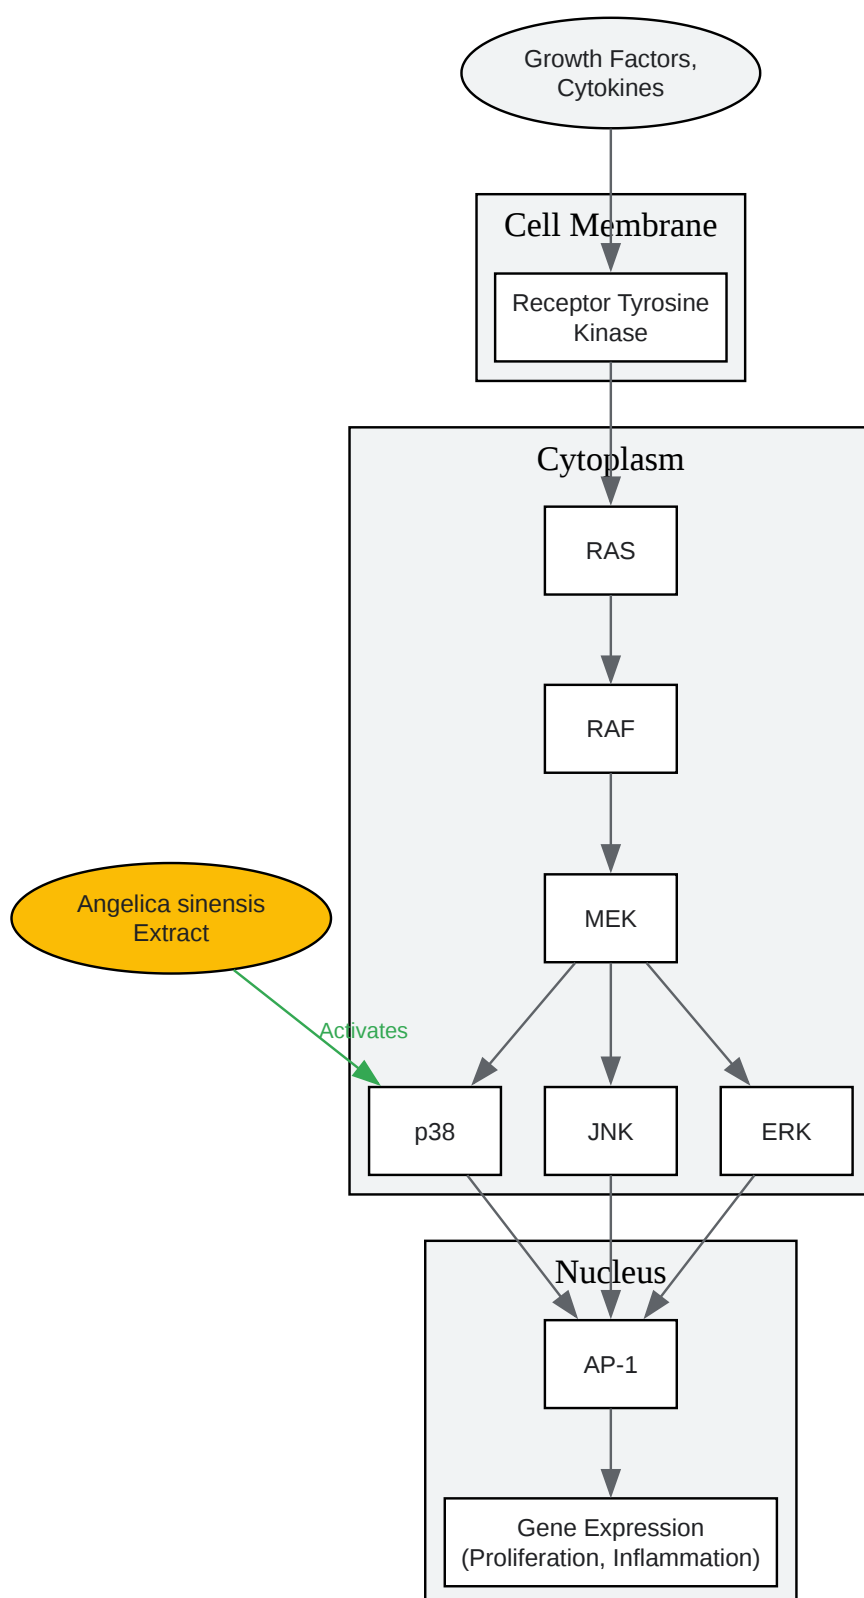 Growth Factors,
Cytokines
Cell Membrane
Receptor Tyrosine
Kinase
Cytoplasm
RAS
RAF
MEK
Angelica sinensis
Extract
Activates
p38
JNK
ERK
Nucleus
AP-1
Gene Expression
(Proliferation, Inflammation)